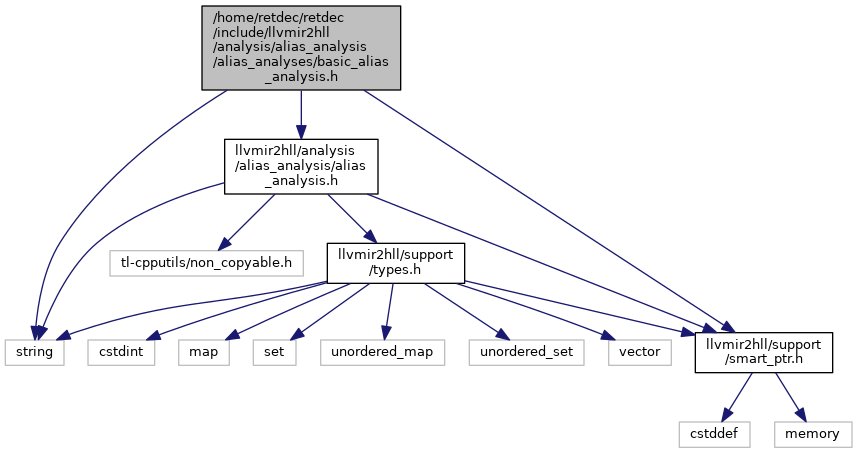 /home/retdec/retdec
/include/llvmir2hll
/analysis/alias_analysis
/alias_analyses/basic_alias
_analysis.h
llvmir2hll/analysis
/alias_analysis/alias
_analysis.h
tl-cpputils/non_copyable.h
llvmir2hll/support
/types.h
string
cstdint
map
set
unordered_map
unordered_set
vector
llvmir2hll/support
/smart_ptr.h
cstddef
memory